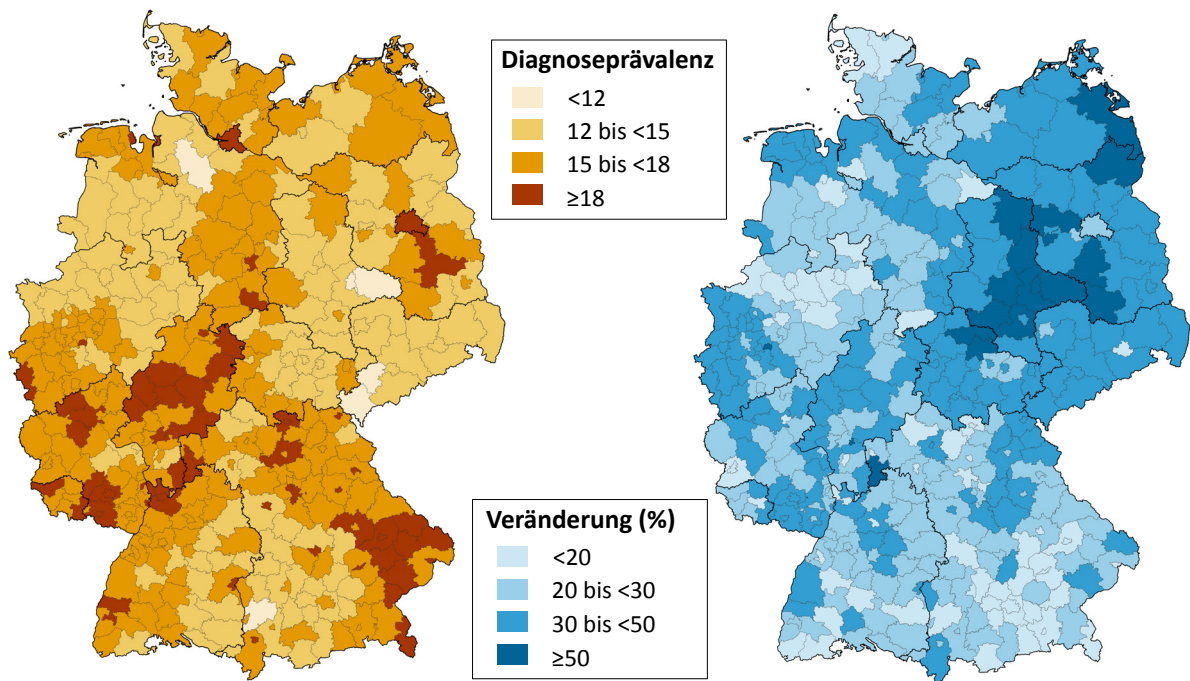 Diagnoseprävalenz
<12
12 bis <15
15 bis <18
≥18
Veränderung (%)
<20
20 bis <30
30 bis <50
≥50